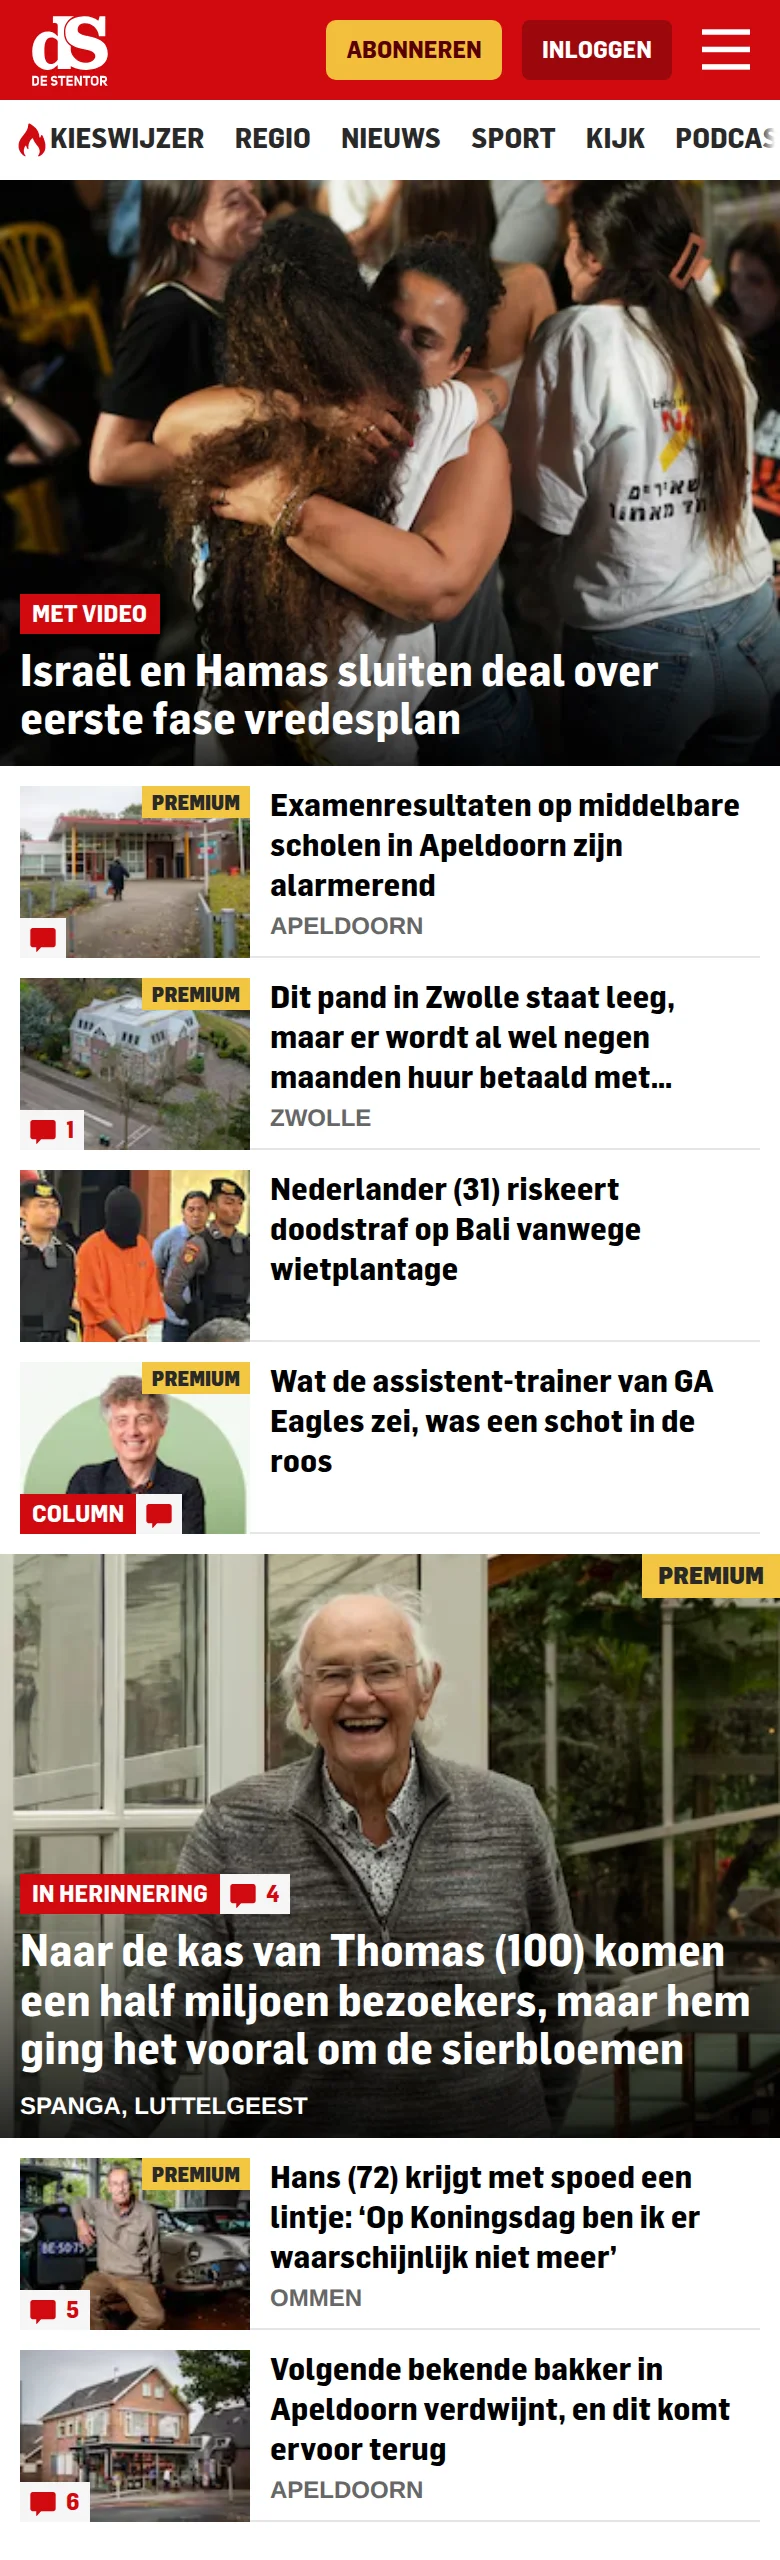 dS
DE STENTOR
ABONNEREN
INLOGGEN
KIESWIJZER REGIO NIEUWS SPORT KIJK PODCAS
MET VIDEO
Israël en Hamas sluiten deal over
eerste fase vredesplan
PREMIUM
Examenresultaten op middelbare
scholen in Apeldoorn zijn
alarmerend
APELDOORN
PREMIUM
1
Dit pand in Zwolle staat leeg,
maar er wordt al wel negen
maanden huur betaald met...
ZWOLLE
Nederlander (31) riskeert
doodstraf op Bali vanwege
wietplantage
PREMIUM
COLUMN
Wat de assistent-trainer van GA
Eagles zei, was een schot in de
roos
PREMIUM
IN HERINNERING
4
Naar de kas van Thomas (100) komen
een half miljoen bezoekers, maar hem
ging het vooral om de sierbloemen
SPANGA, LUTTELGEEST
PREMIUM
BE-50-75
5
Hans (72) krijgt met spoed een
lintje: ‘Op Koningsdag ben ik er
waarschijnlijk niet meer’
OMMEN
6
Volgende bekende bakker in
Apeldoorn verdwijnt, en dit komt
ervoor terug
APELDOORN